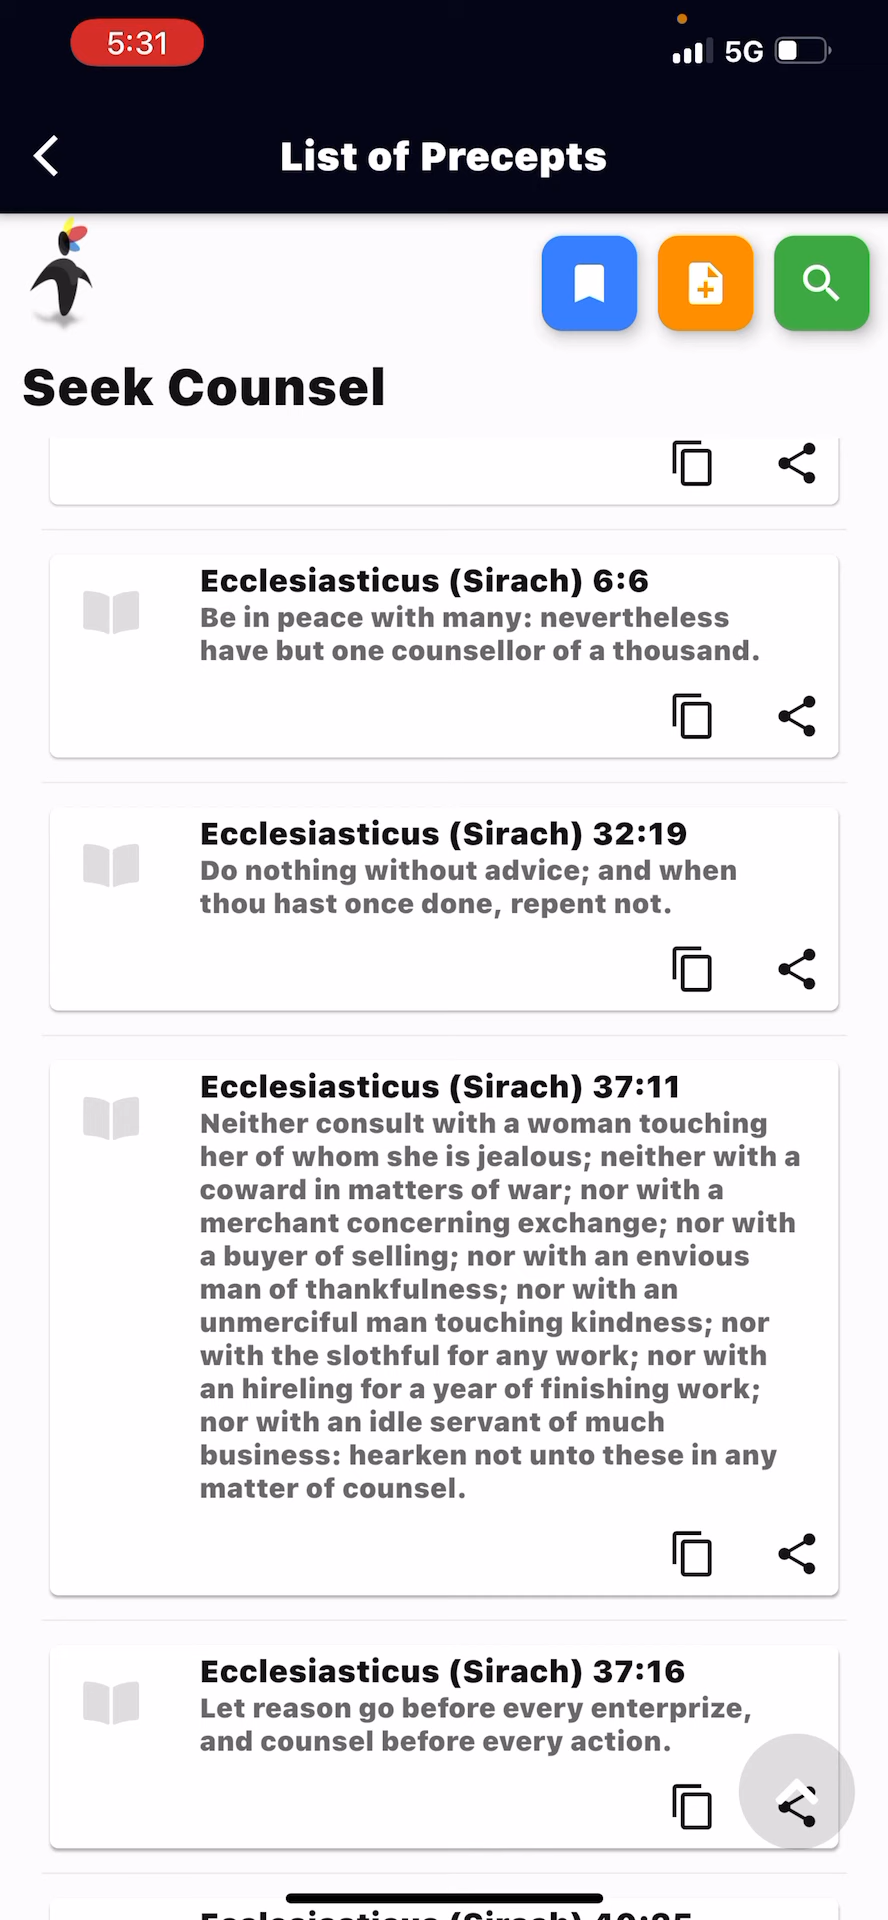 5:31
5G
List of Precepts
Seek Counsel
Ecclesiasticus (Sirach) 6:6
Be in peace with many: nevertheless
have but one counsellor of a thousand.
Ecclesiasticus (Sirach) 32:19
Do nothing without advice; and when
thou hast once done, repent not.
Ecclesiasticus (Sirach) 37:11
Neither consult with a woman touching
her of whom she is jealous; neither with a
coward in matters of war; nor with a
merchant concerning exchange; nor with
a buyer of selling; nor with an envious
man of thankfulness; nor with an
unmerciful man touching kindness; nor
with the slothful for any work; nor with
an hireling for a year of finishing work;
nor with an idle servant of much
business: hearken not unto these in any
matter of counsel.
Ecclesiasticus (Sirach) 37:16
Let reason go before every enterprize,
and counsel before every action.
Ecclesiasticus (Sirach) 40:25